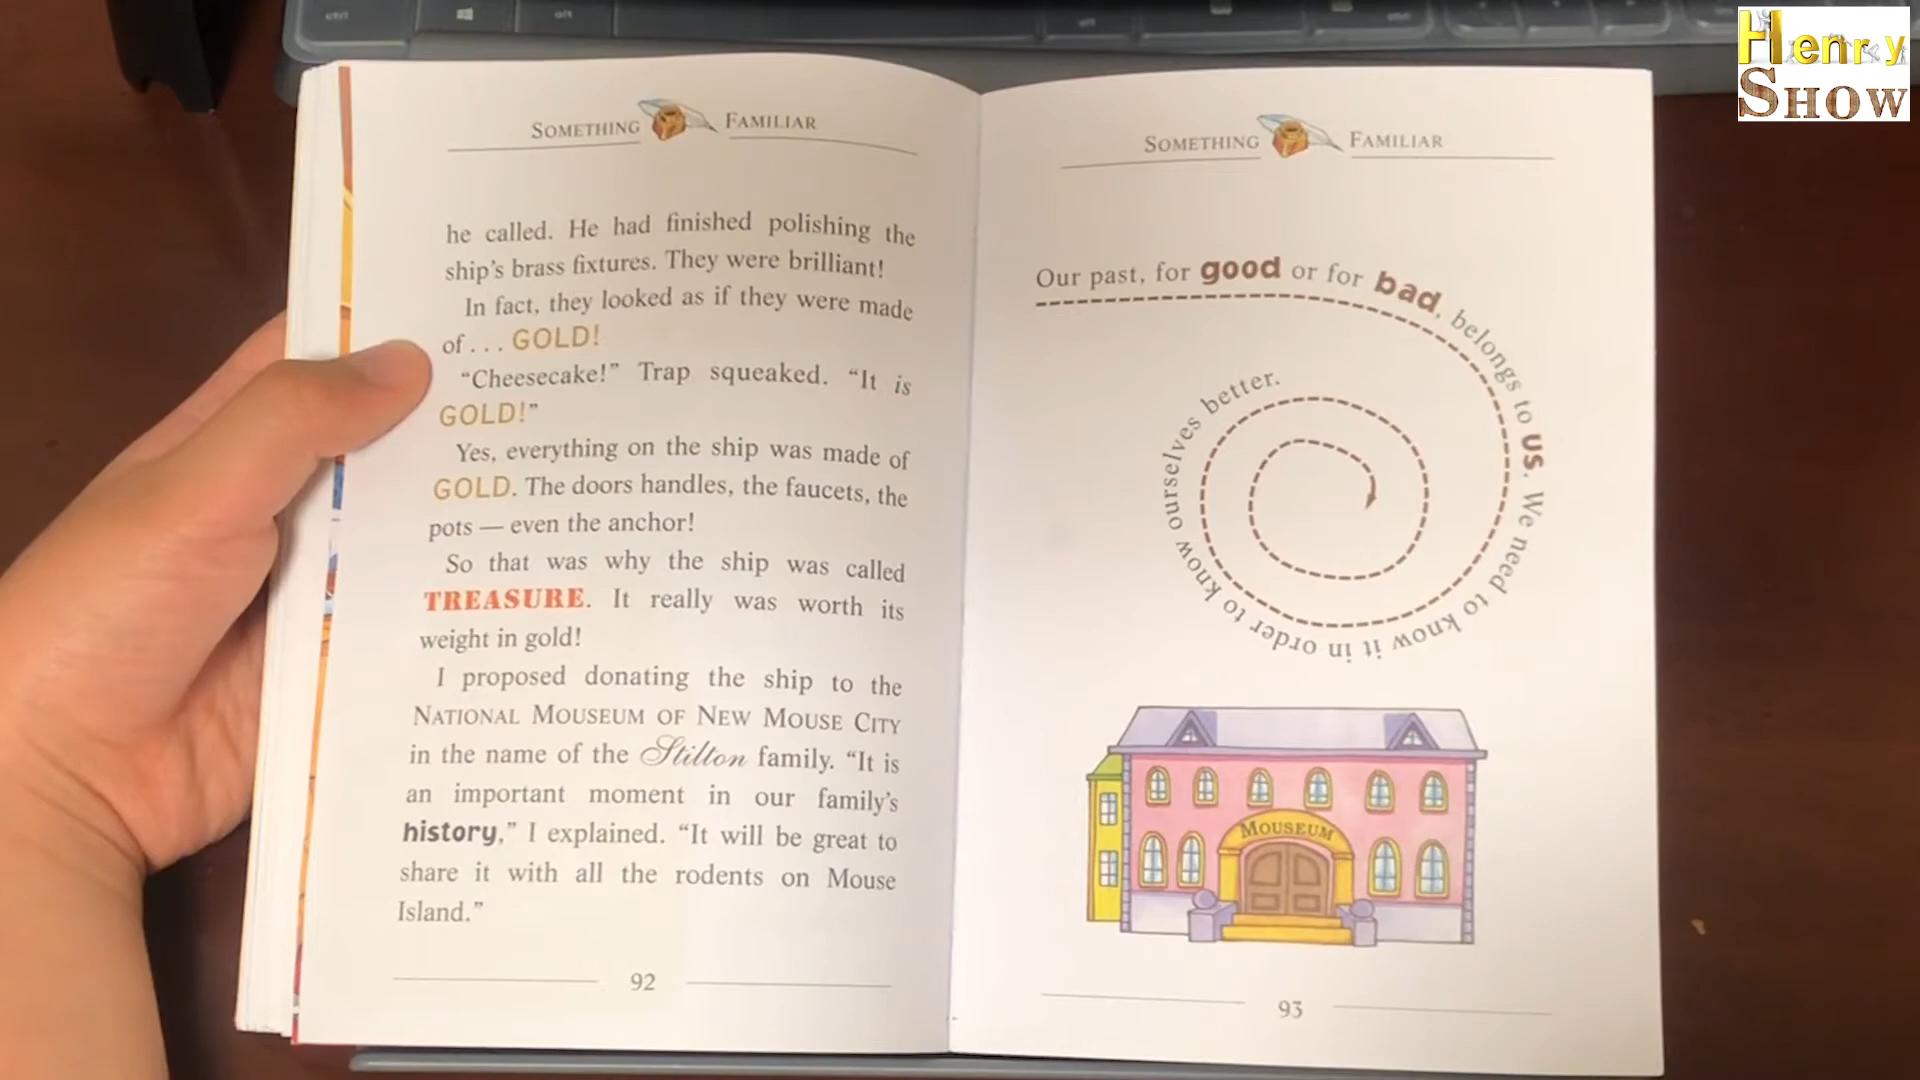 ctrl
alt
Henry
SHOW
SOMETHING FAMILIAR
he called. He had finished polishing the
ship's brass fixtures. They were brilliant!
In fact, they looked as if they were made
of . . . GOLD!
“Cheesecake!” Trap squeaked. “It is
GOLD!”
Yes, everything on the ship was made of
GOLD. The doors handles, the faucets, the
pots — even the anchor!
So that was why the ship was called
TREASURE. It really was worth its
weight in gold!
I proposed donating the ship to the
NATIONAL MOUSEUM OF NEW MOUSE CITY
in the name of the Stilton family. “It is
an important moment in our family's
history,” I explained. “It will be great to
share it with all the rodents on Mouse
Island.”
92
SOMETHING FAMILIAR
Our past, for good or for bad, belongs to us. We need to know it in order to know ourselves better.
MOUSEUM
93